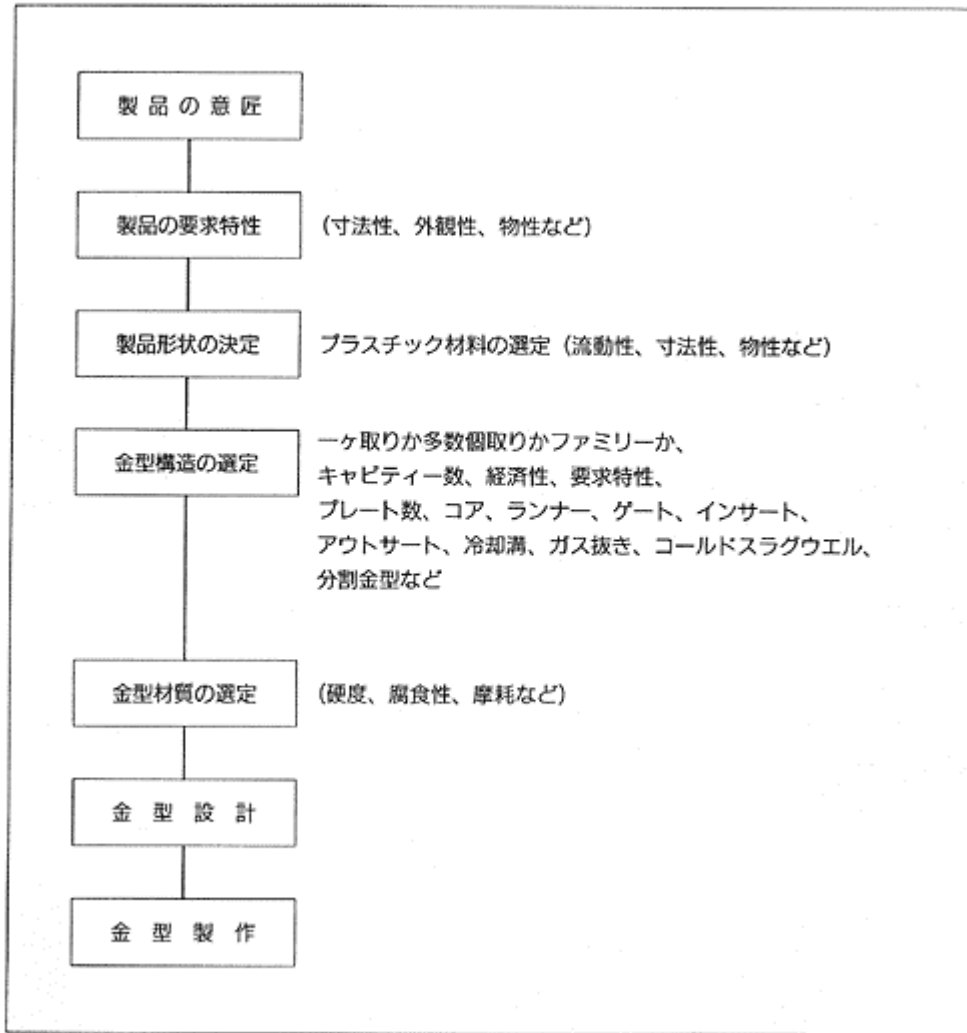 製品の意匠
製品の要求特性 (寸法性、外観性、物性など)
製品形状の決定 プラスチック材料の選定 (流動性、寸法性、物性など)
金型構造の選定 一ヶ取りか多数個取りかファミリーか、
キャビティー数、経済性、要求特性、
プレート数、コア、ランナー、ゲート、インサート、
アウトサート、冷却溝、ガス抜き、コールドスラグウエル、
分割金型など
金型材質の選定 (硬度、腐食性、摩耗など)
金型設計
金型製作